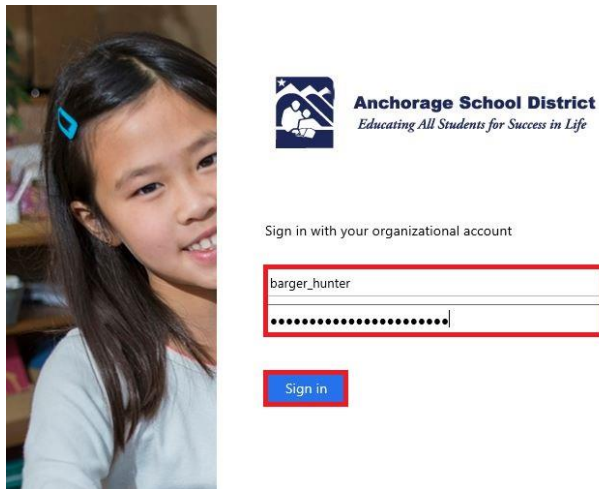 Anchorage School District
Educating All Students for Success in Life
Sign in with your organizational account
barger_hunter
●●●●●●●●●●●●●●●●●●●●●●●
Sign in